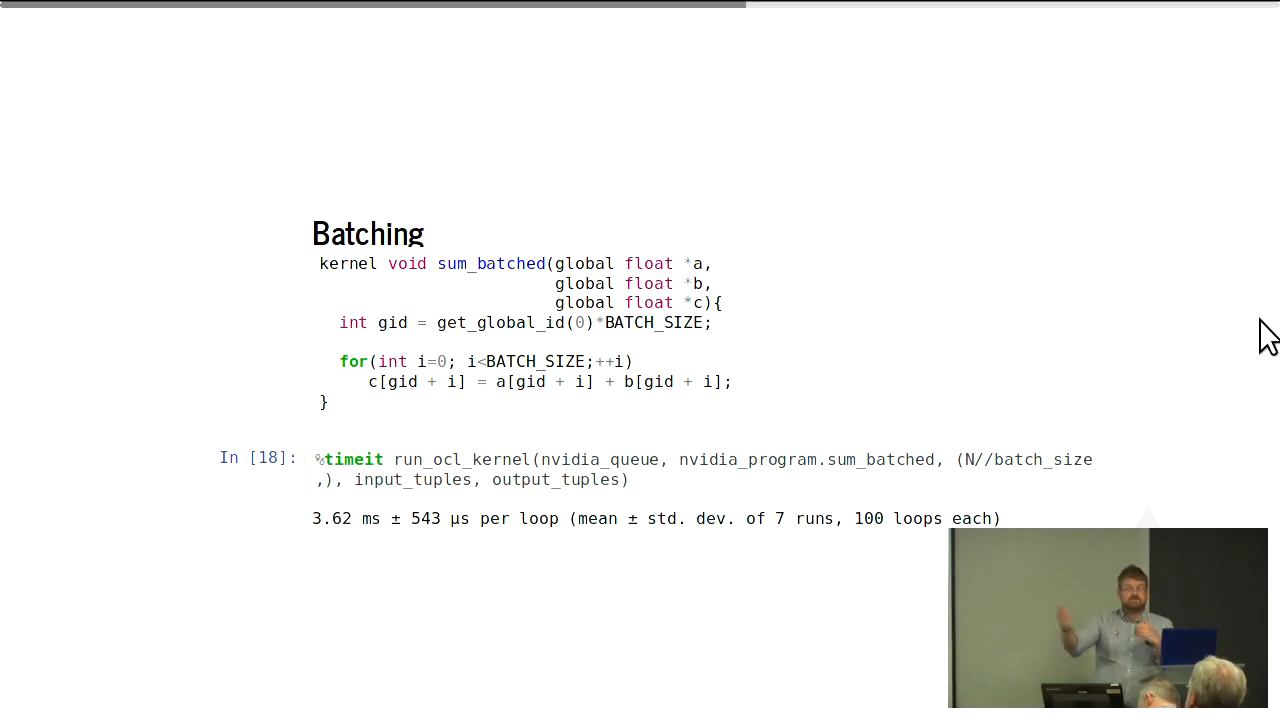 Batching
kernel void sum_batched(global float *a,
global float *b,
global float *c){
int gid = get_global_id(0)*BATCH_SIZE;
for(int i=0; i<BATCH_SIZE;++i)
c[gid + i] = a[gid + i] + b[gid + i];
}
In [18]: %timeit run_ocl_kernel(nvidia_queue, nvidia_program.sum_batched, (N//batch_size
,), input_tuples, output_tuples)
3.62 ms ± 543 µs per loop (mean ± std. dev. of 7 runs, 100 loops each)